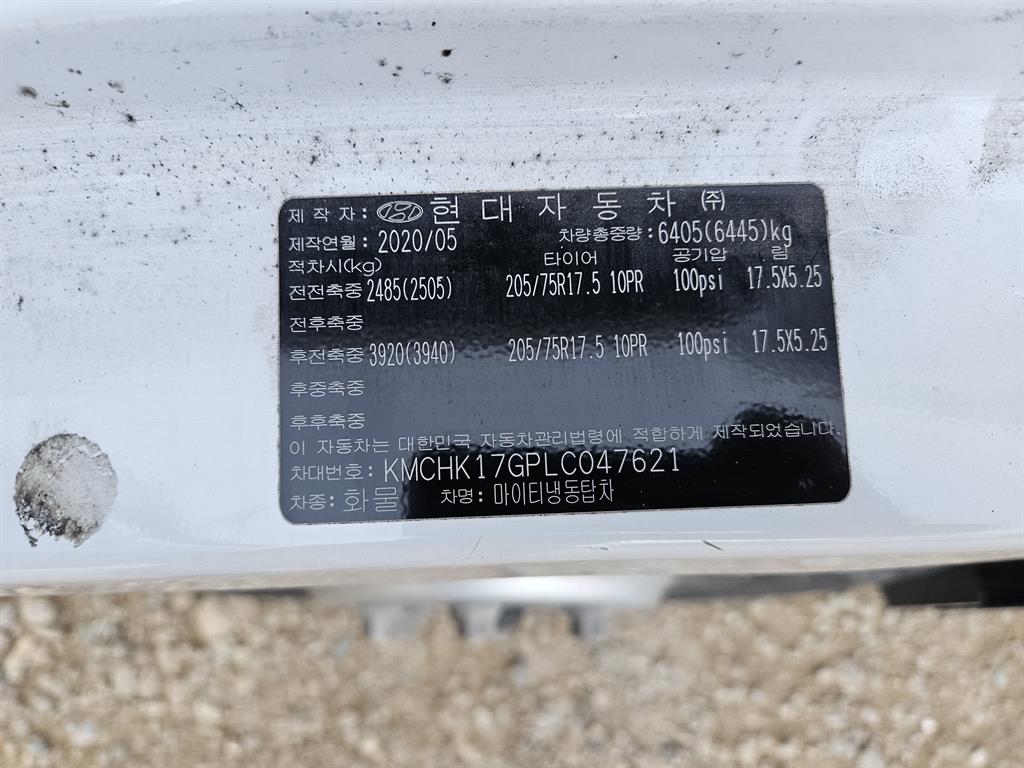 제 작 자 : 현 대 자 동 차 ㈜
제작연월 : 2020/05 차량총중량 : 6405(6445)kg
적차시(kg) 타이어 공기압 림
전전축중 2485(2505) 205/75R17.5 10PR 100psi 17.5X5.25
전후축중
후전축중 3920(3940) 205/75R17.5 10PR 100psi 17.5X5.25
후중축중
후후축중
이 자동차는 대한민국 자동차관리법령에 적합하게 제작되었습니다.
차대번호 : KMCHK17GPLC047621
차종: 화물 차명: 마이티냉동탑차